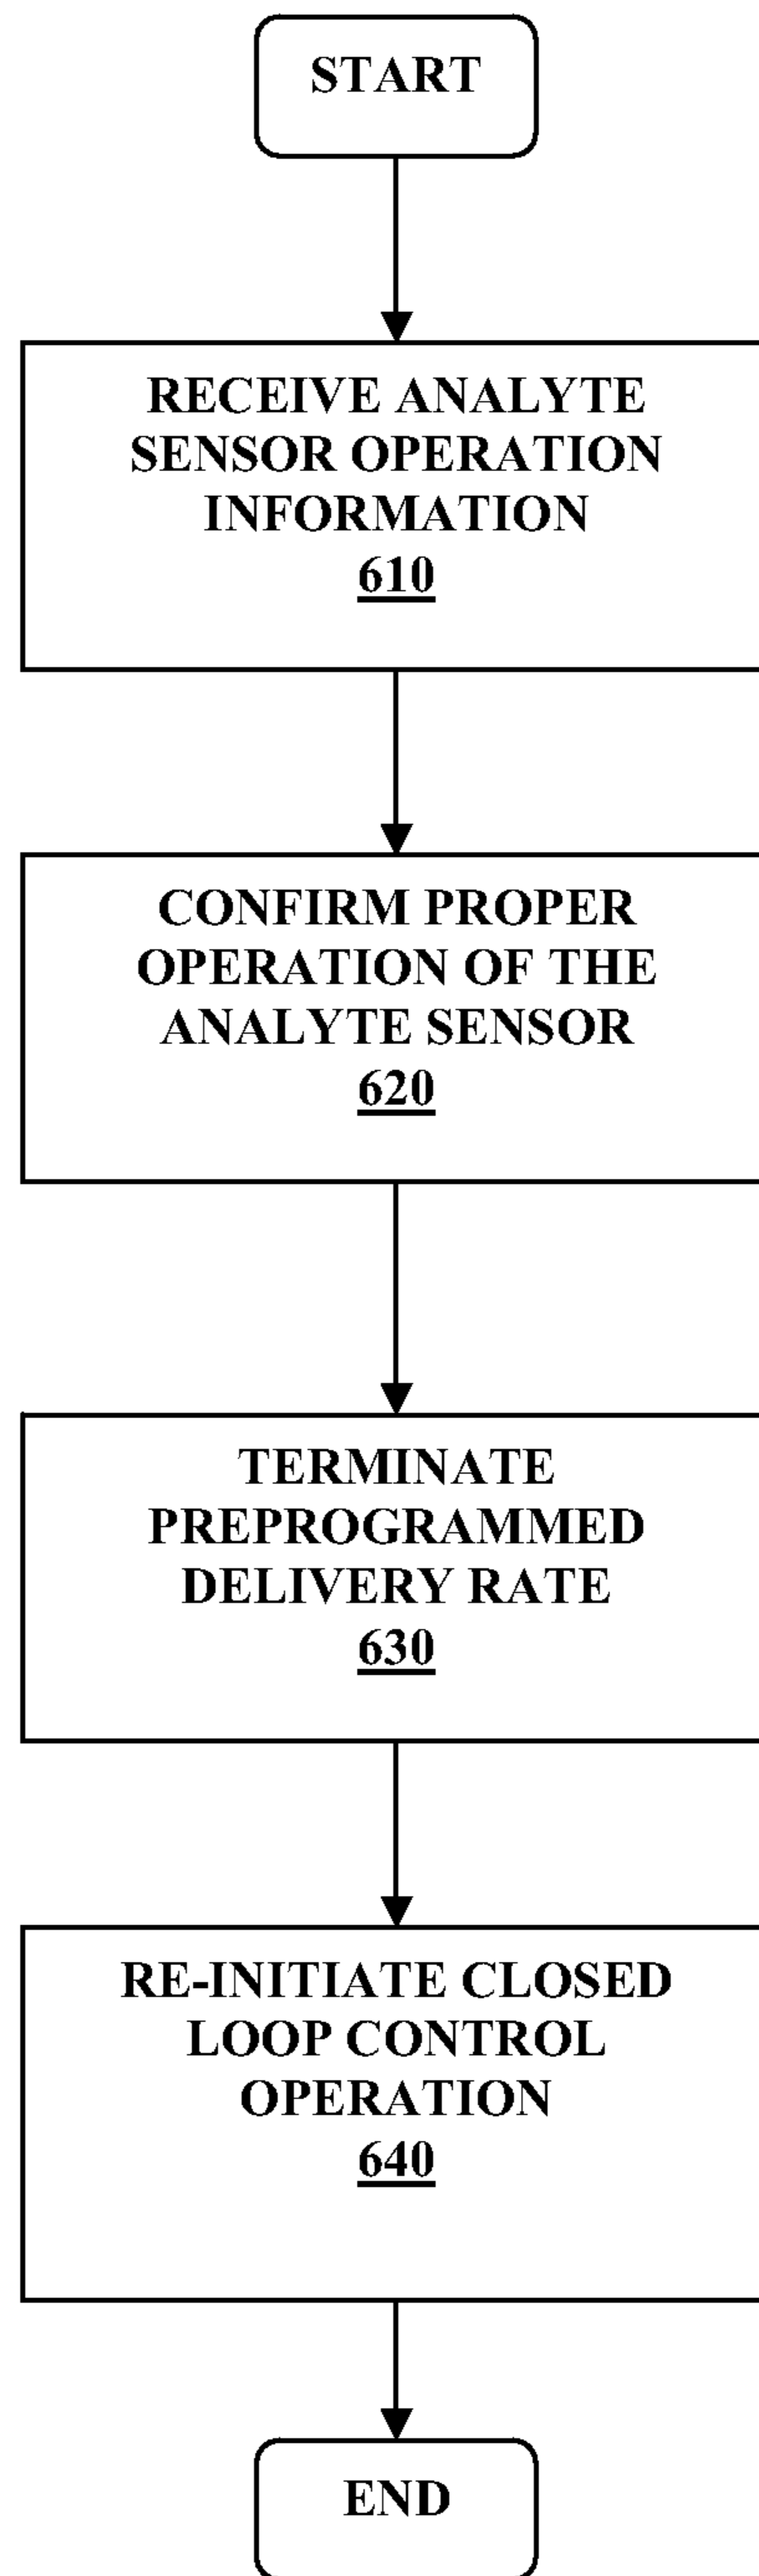 START
RECEIVE ANALYTE
SENSOR OPERATION
INFORMATION
610
CONFIRM PROPER
OPERATION OF THE
ANALYTE SENSOR
620
TERMINATE
PREPROGRAMMED
DELIVERY RATE
630
RE-INITIATE CLOSED
LOOP CONTROL
OPERATION
640
END